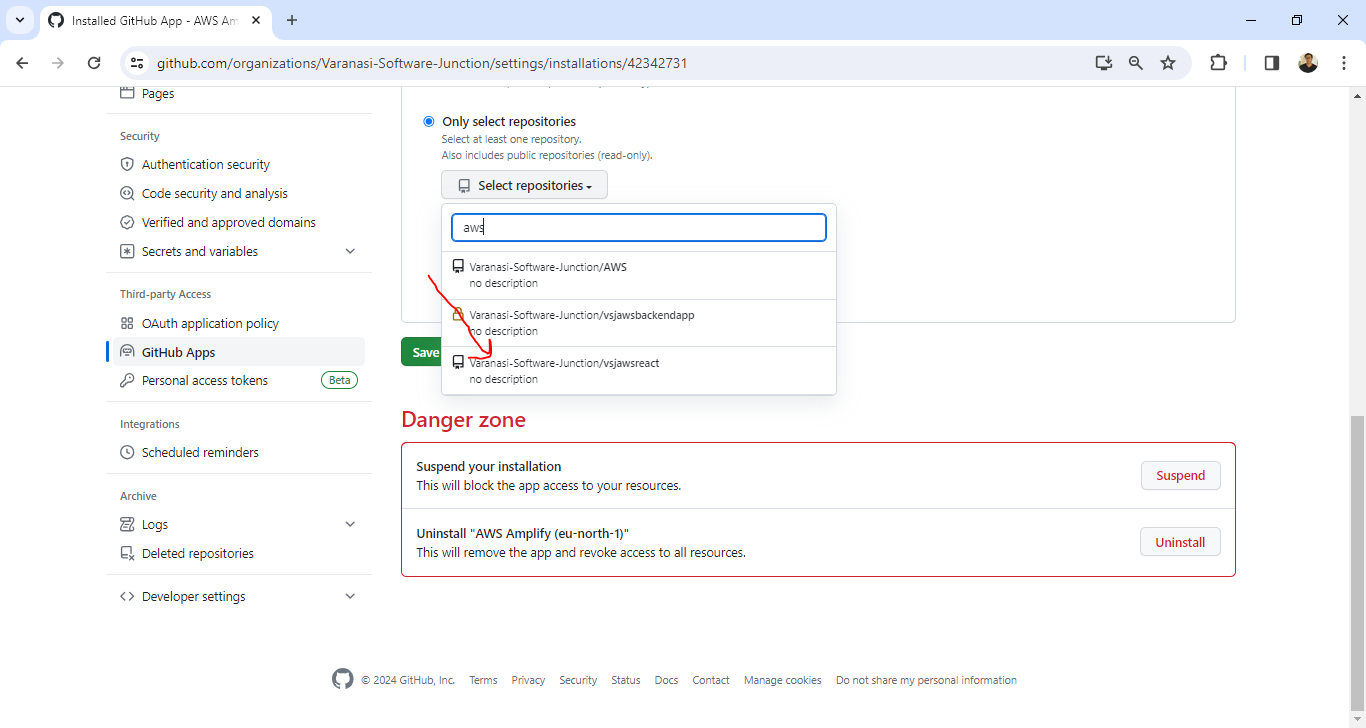 Installed GitHub App - AWS Am
github.com/organizations/Varanasi-Software-Junction/settings/installations/42342731
Pages
Security
Authentication security
Code security and analysis
Verified and approved domains
Secrets and variables
Third-party Access
OAuth application policy
GitHub Apps
Personal access tokens
Beta
Integrations
Scheduled reminders
Archive
Logs
Deleted repositories
Developer settings
Only select repositories
Select at least one repository.
Also includes public repositories (read-only).
Select repositories
aws
Varanasi-Software-Junction/AWS
no description
Varanasi-Software-Junction/vsjawsbackendapp
no description
Varanasi-Software-Junction/vsjawsreact
no description
Save
Danger zone
Suspend your installation
This will block the app access to your resources.
Suspend
Uninstall "AWS Amplify (eu-north-1)"
This will remove the app and revoke access to all resources.
Uninstall
© 2024 GitHub, Inc. Terms Privacy Security Status Docs Contact Manage cookies Do not share my personal information